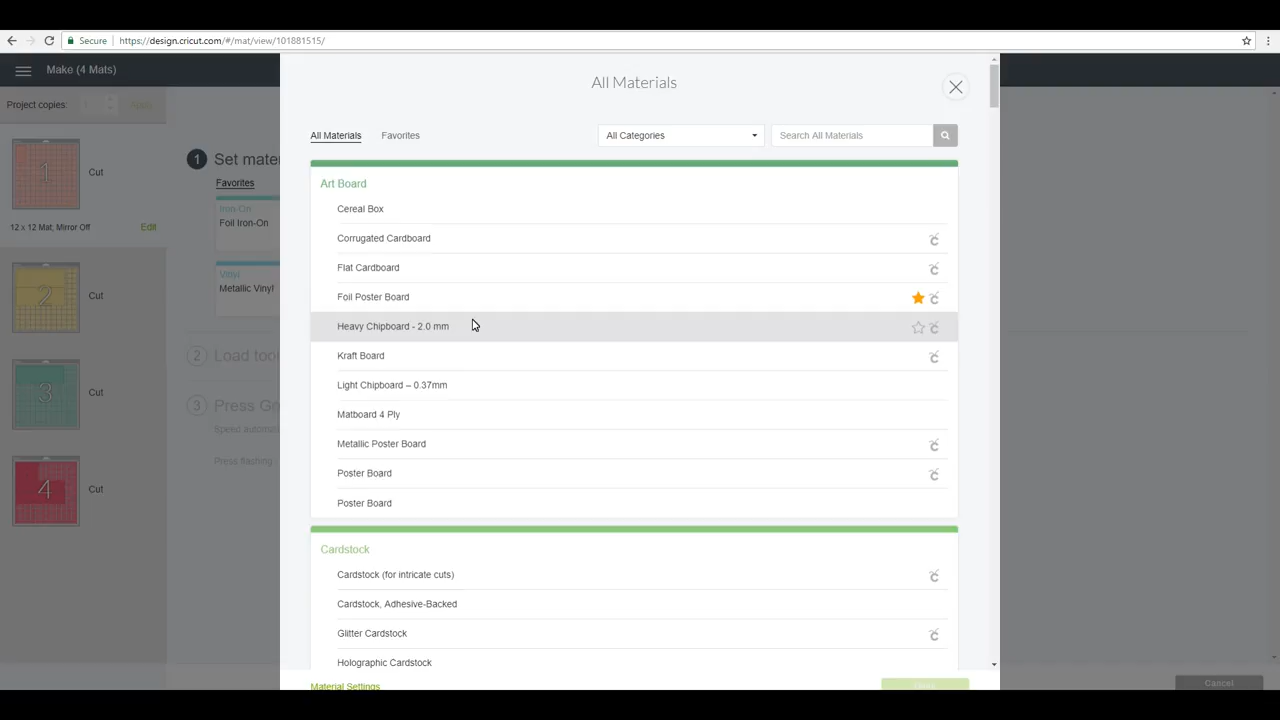 Secure https://design.cricut.com/#/mat/view/101881515/
Make (4 Mats)
Project copies:
1 Cut
12 x 12 Mat; Mirror Off Edit
2 Cut
3 Cut
4 Cut
1 Set mate
Favorites
Iron-On
Foil Iron-On
Vinyl
Metallic Vinyl
2 Load too
3 Press G
Speed automa
Press flashing
All Materials
All Materials Favorites All Categories Search All Materials
Art Board
Cereal Box
Corrugated Cardboard
Flat Cardboard
Foil Poster Board
Heavy Chipboard - 2.0 mm
Kraft Board
Light Chipboard – 0.37mm
Matboard 4 Ply
Metallic Poster Board
Poster Board
Poster Board
Cardstock
Cardstock (for intricate cuts)
Cardstock, Adhesive-Backed
Glitter Cardstock
Holographic Cardstock
Material Settings
Cancel